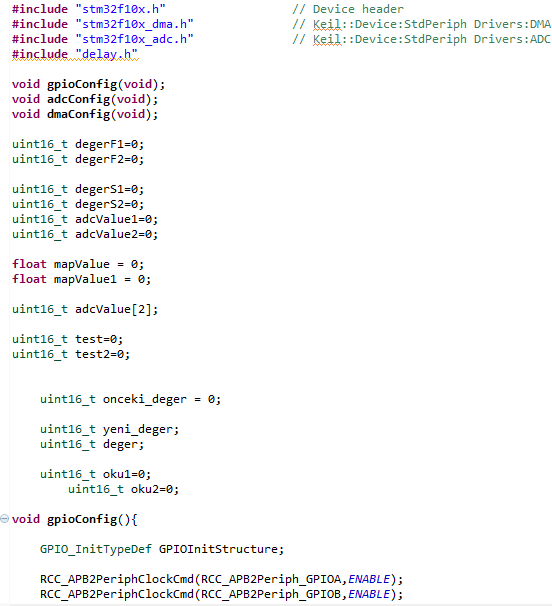 #include "stm32f10x.h" // Device header
#include "stm32f10x_dma.h" // Keil::Device:StdPeriph Drivers:DMA
#include "stm32f10x_adc.h" // Keil::Device:StdPeriph Drivers:ADC
#include "delay.h"
void gpioConfig(void);
void adcConfig(void);
void dmaConfig(void);
uint16_t degerF1=0;
uint16_t degerF2=0;
uint16_t degerS1=0;
uint16_t degerS2=0;
uint16_t adcValue1=0;
uint16_t adcValue2=0;
float mapValue = 0;
float mapValue1 = 0;
uint16_t adcValue[2];
uint16_t test=0;
uint16_t test2=0;
uint16_t onceki_deger = 0;
uint16_t yeni_deger;
uint16_t deger;
uint16_t oku1=0;
uint16_t oku2=0;
void gpioConfig(){
GPIO_InitTypeDef GPIOInitStructure;
RCC_APB2PeriphClockCmd(RCC_APB2Periph_GPIOA,ENABLE);
RCC_APB2PeriphClockCmd(RCC_APB2Periph_GPIOB,ENABLE);